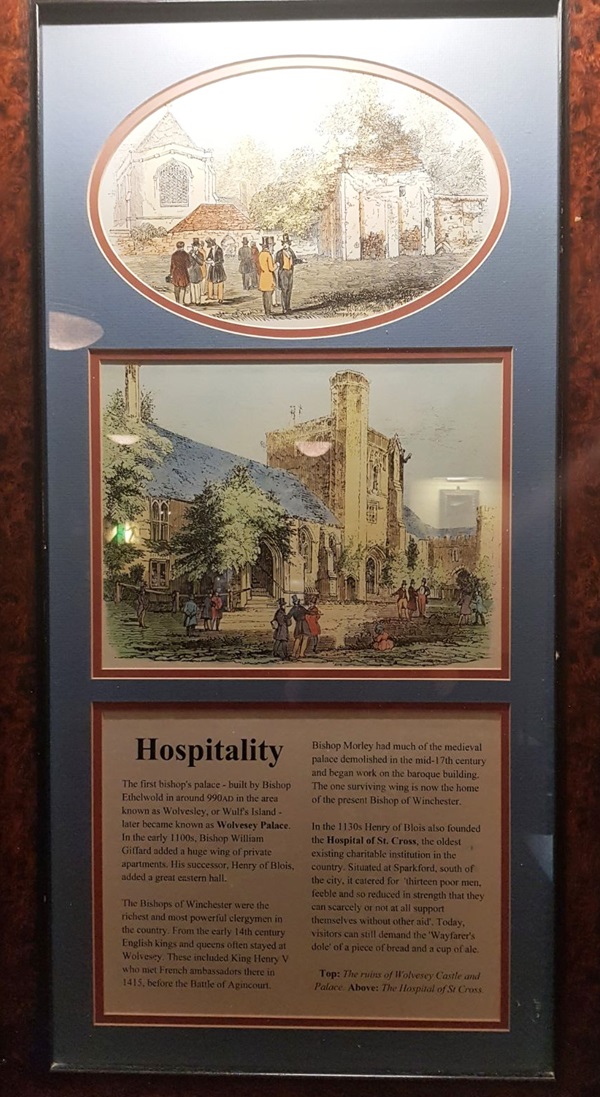 Hospitality
The first bishop's palace - built by Bishop
Ethelwold in around 990AD in the area
known as Wolvesley, or Wulf's Island -
later became known as Wolvesey Palace.
In the early 1100s, Bishop William
Giffard added a huge wing of private
apartments. His successor, Henry of Blois,
added a great eastern hall.
The Bishops of Winchester were the
richest and most powerful clergymen in
the country. From the early 14th century
English kings and queens often stayed at
Wolvesey. These included King Henry V
who met French ambassadors there in
1415, before the Battle of Agincourt.
Bishop Morley had much of the medieval
palace demolished in the mid-17th century
and began work on the baroque building.
The one surviving wing is now the home
of the present Bishop of Winchester.
In the 1130s Henry of Blois also founded
the Hospital of St. Cross, the oldest
existing charitable institution in the
country. Situated at Sparkford, south of
the city, it catered for 'thirteen poor men,
feeble and so reduced in strength that they
can scarcely or not at all support
themselves without other aid'. Today,
visitors can still demand the 'Wayfarer's
dole' of a piece of bread and a cup of ale.
Top: The ruins of Wolvesey Castle and
Palace. Above: The Hospital of St Cross.